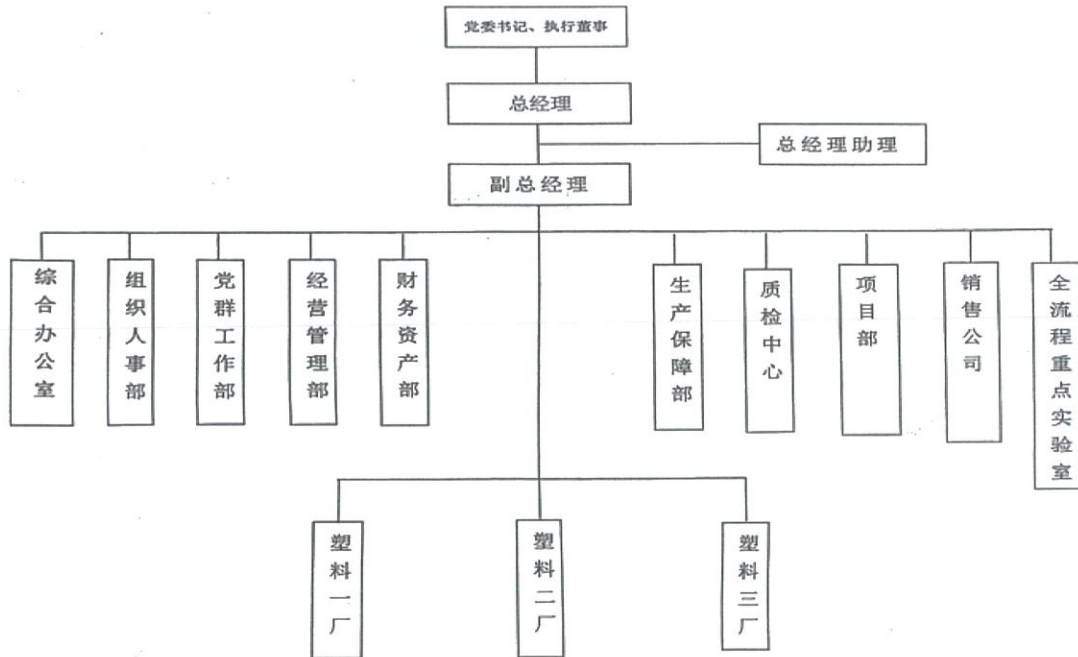 党委书记、执行董事
总经理
总经理助理
副总经理
综合办公室
组织人事部
党群工作部
经营管理部
财务资产部
生产保障部
质检中心
项目部
销售公司
全流程重点实验室
塑料一厂
塑料二厂
塑料三厂